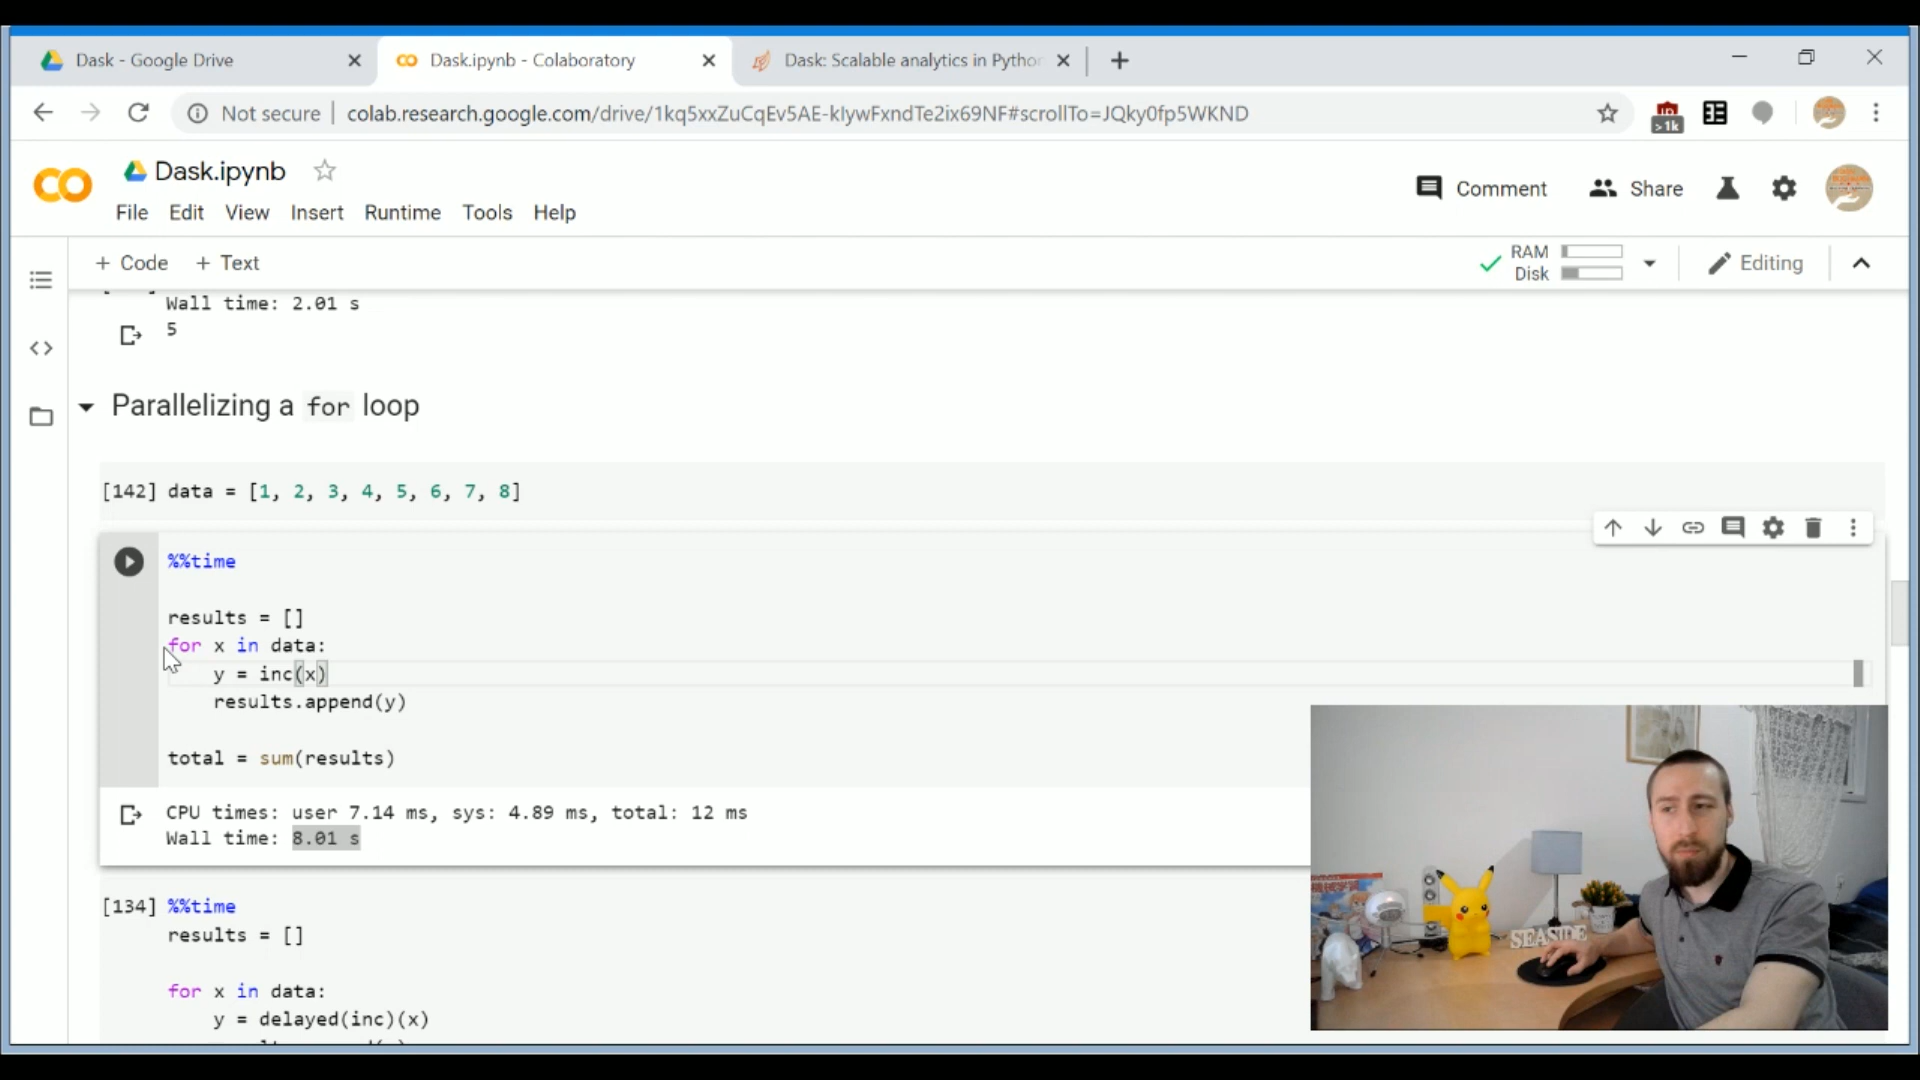 Dask - Google Drive
Dask.ipynb - Colaboratory
Dask: Scalable analytics in Pytho
Not secure
colab.research.google.com/drive/1kq5xxZuCqEv5AE-kIywFxndTe2ix69NF#scrollTo=JQky0fp5WKND
>1k
Dask.ipynb
Comment
Share
File Edit View Insert Runtime Tools Help
+ Code + Text
RAM
Disk
Editing
Wall time: 2.01 s
5
Parallelizing a for loop
[142] data = [1, 2, 3, 4, 5, 6, 7, 8]
%%time
results = []
for x in data:
y = inc(x)
results.append(y)
total = sum(results)
CPU times: user 7.14 ms, sys: 4.89 ms, total: 12 ms
Wall time: 8.01 s
[134] %%time
results = []
for x in data:
y = delayed(inc)(x)
SEASIDE